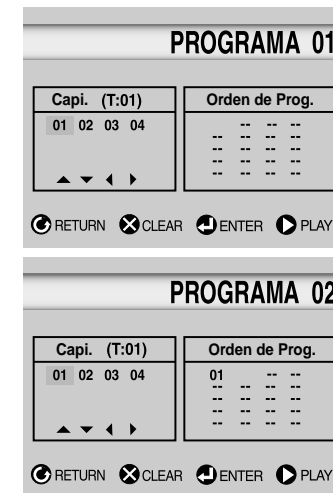 PROGRAMA 01
Capi. (T:01)
Orden de Prog.
01 02 03 04
-- -- --
-- -- -- --
-- -- -- --
-- -- -- --
RETURN CLEAR ENTER PLAY
PROGRAMA 02
Capi. (T:01)
Orden de Prog.
01 02 03 04
01 -- --
-- -- -- --
-- -- -- --
-- -- -- --
RETURN CLEAR ENTER PLAY